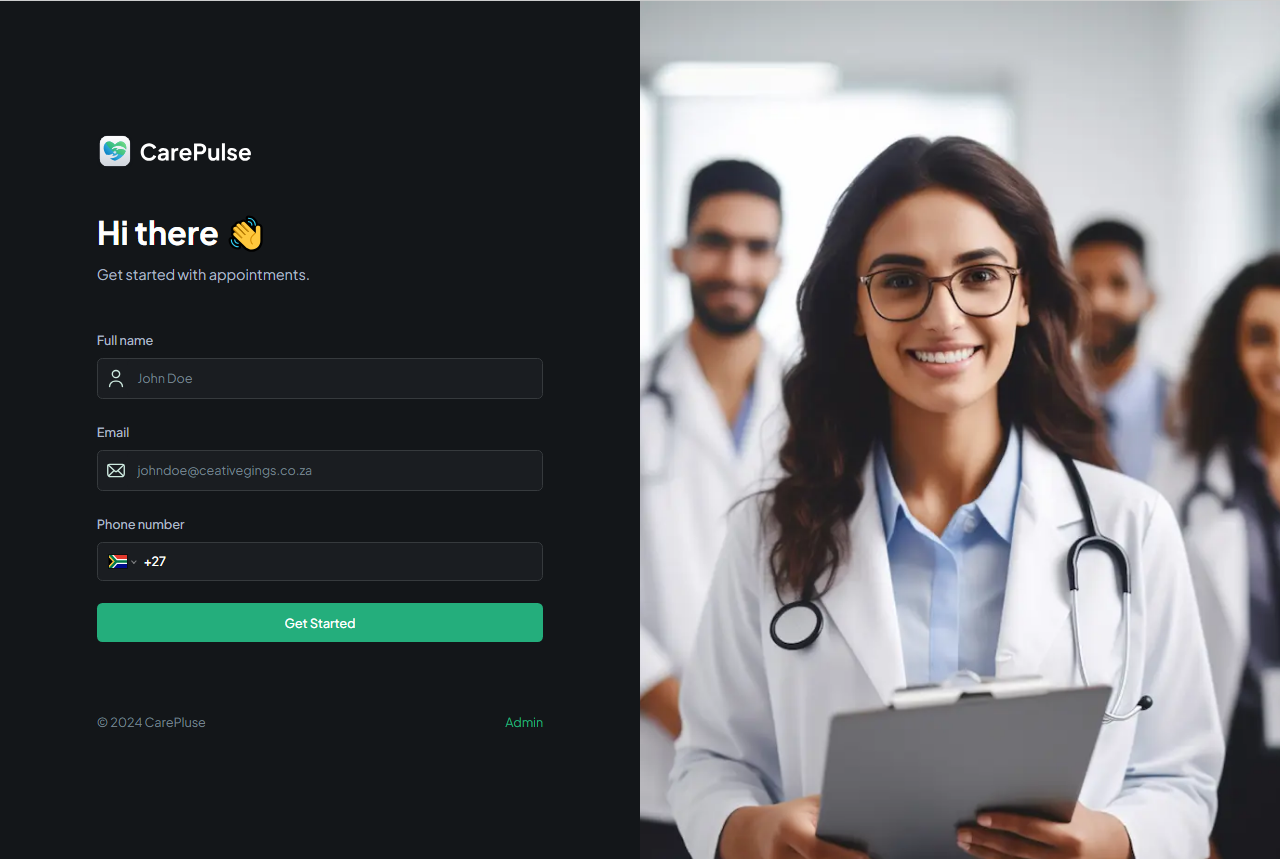 CarePulse
Hi there 👋
Get started with appointments.
Full name
John Doe
Email
johndoe@ceativegings.co.za
Phone number
+27
Get Started
© 2024 CarePluse
Admin